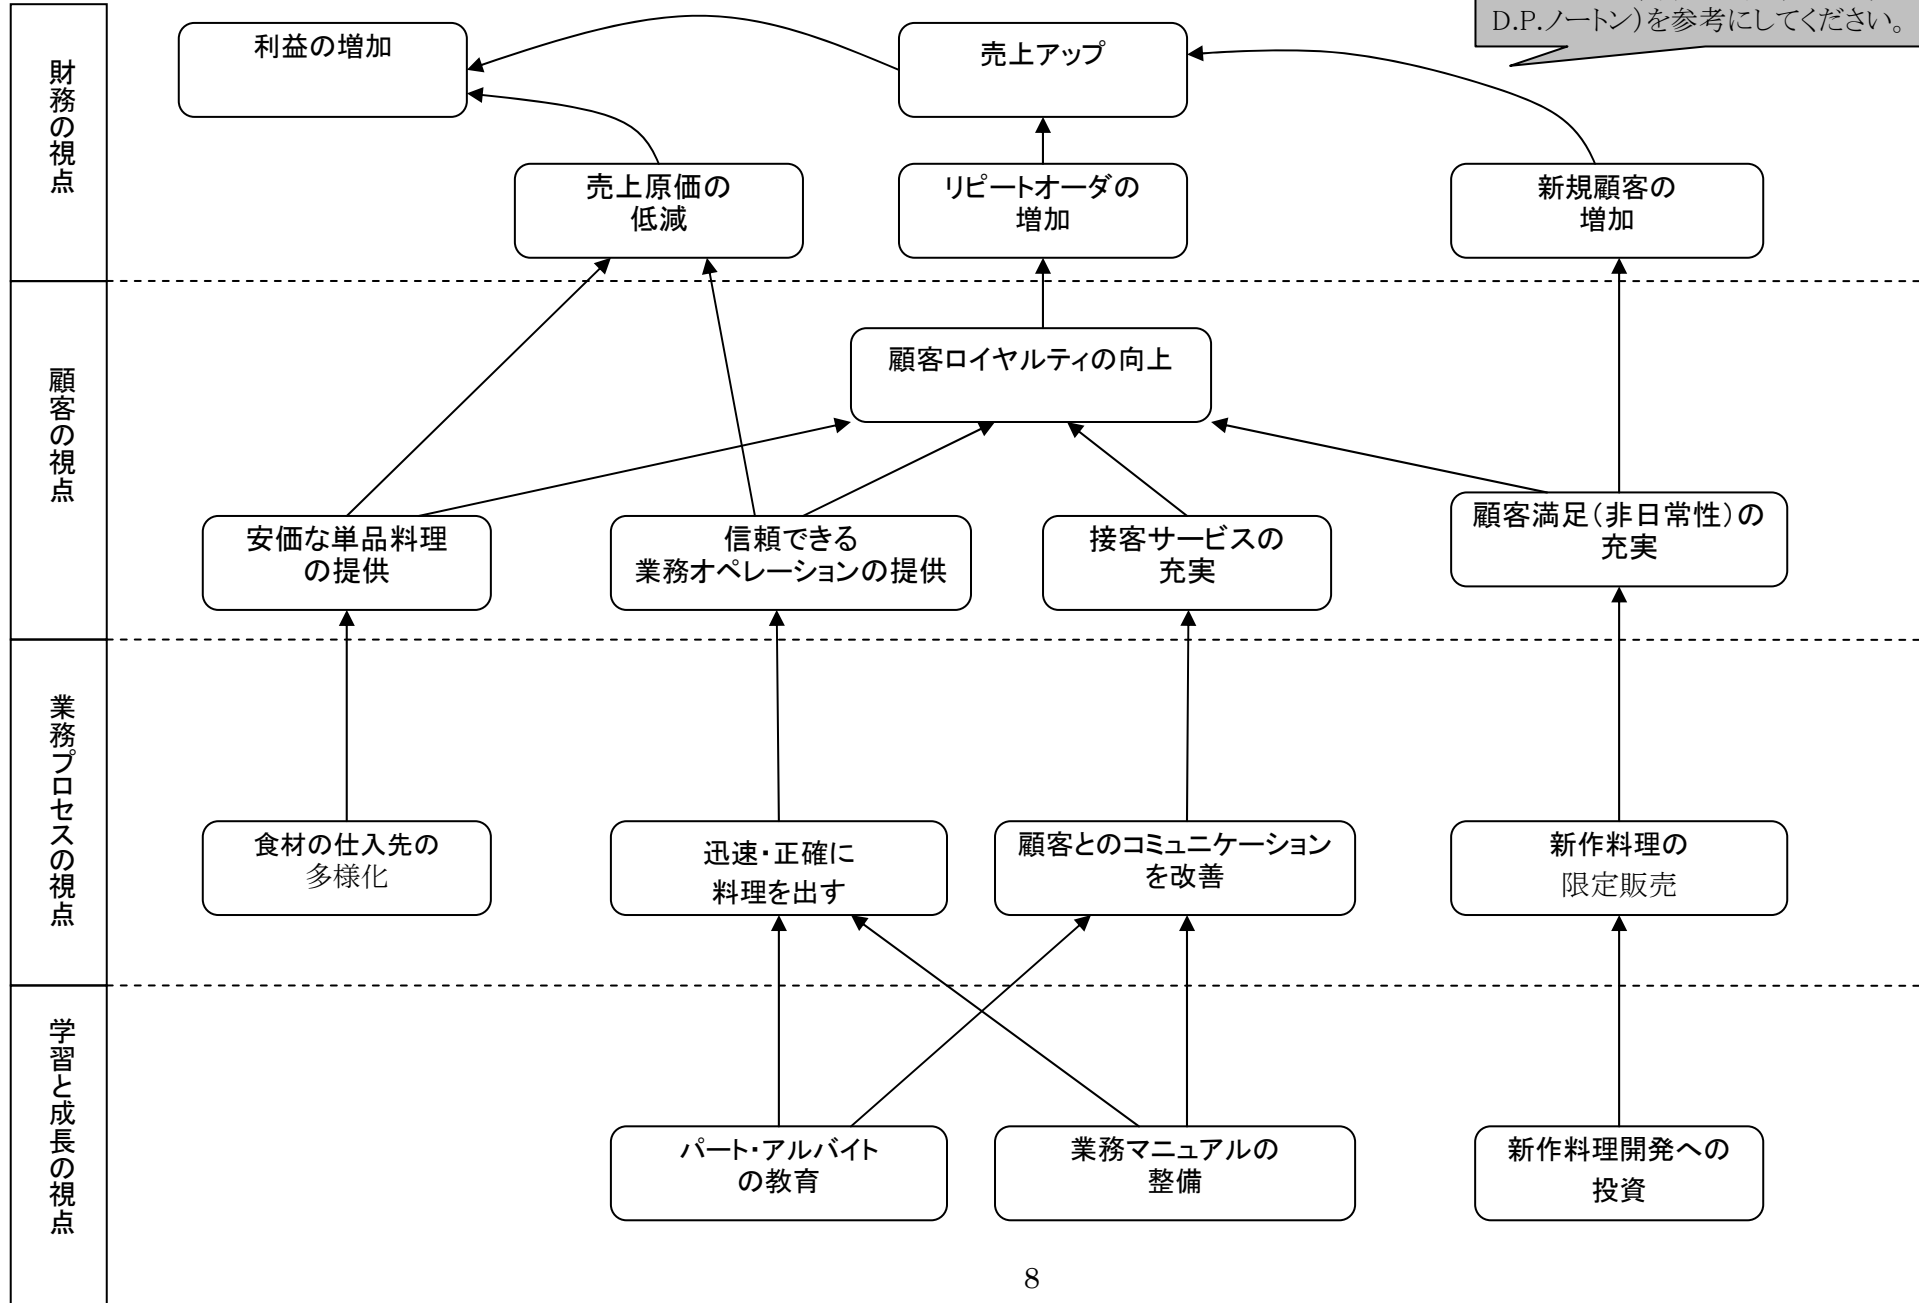 D.P.ノートン)を参考にしてください。
財務の視点
利益の増加
売上アップ
売上原価の
低減
リピートオーダの
増加
新規顧客の
増加
顧客の視点
顧客ロイヤルティの向上
安価な単品料理
の提供
信頼できる
業務オペレーションの提供
接客サービスの
充実
顧客満足(非日常性)の
充実
業務プロセスの視点
食材の仕入先の
多様化
迅速・正確に
料理を出す
顧客とのコミュニケーション
を改善
新作料理の
限定販売
学習と成長の視点
パート・アルバイト
の教育
業務マニュアルの
整備
新作料理開発への
投資
8